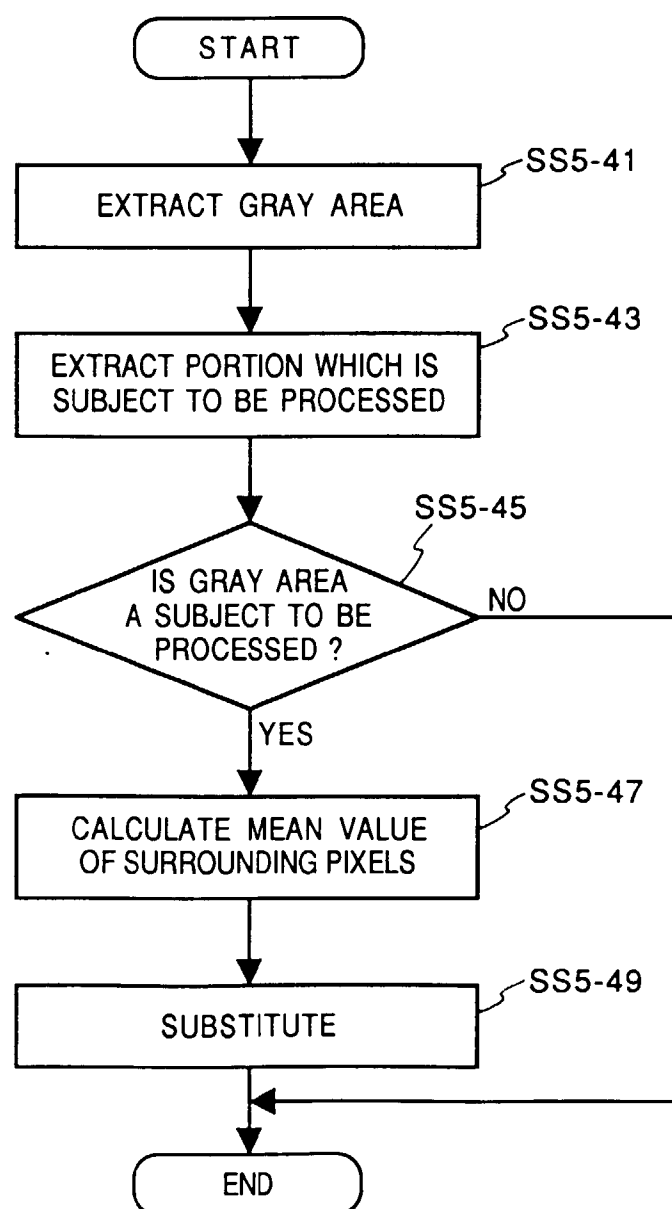 START
SS5-41
EXTRACT GRAY AREA
SS5-43
EXTRACT PORTION WHICH IS
SUBJECT TO BE PROCESSED
SS5-45
IS GRAY AREA
A SUBJECT TO BE
PROCESSED ?
NO
YES
SS5-47
CALCULATE MEAN VALUE
OF SURROUNDING PIXELS
SS5-49
SUBSTITUTE
END